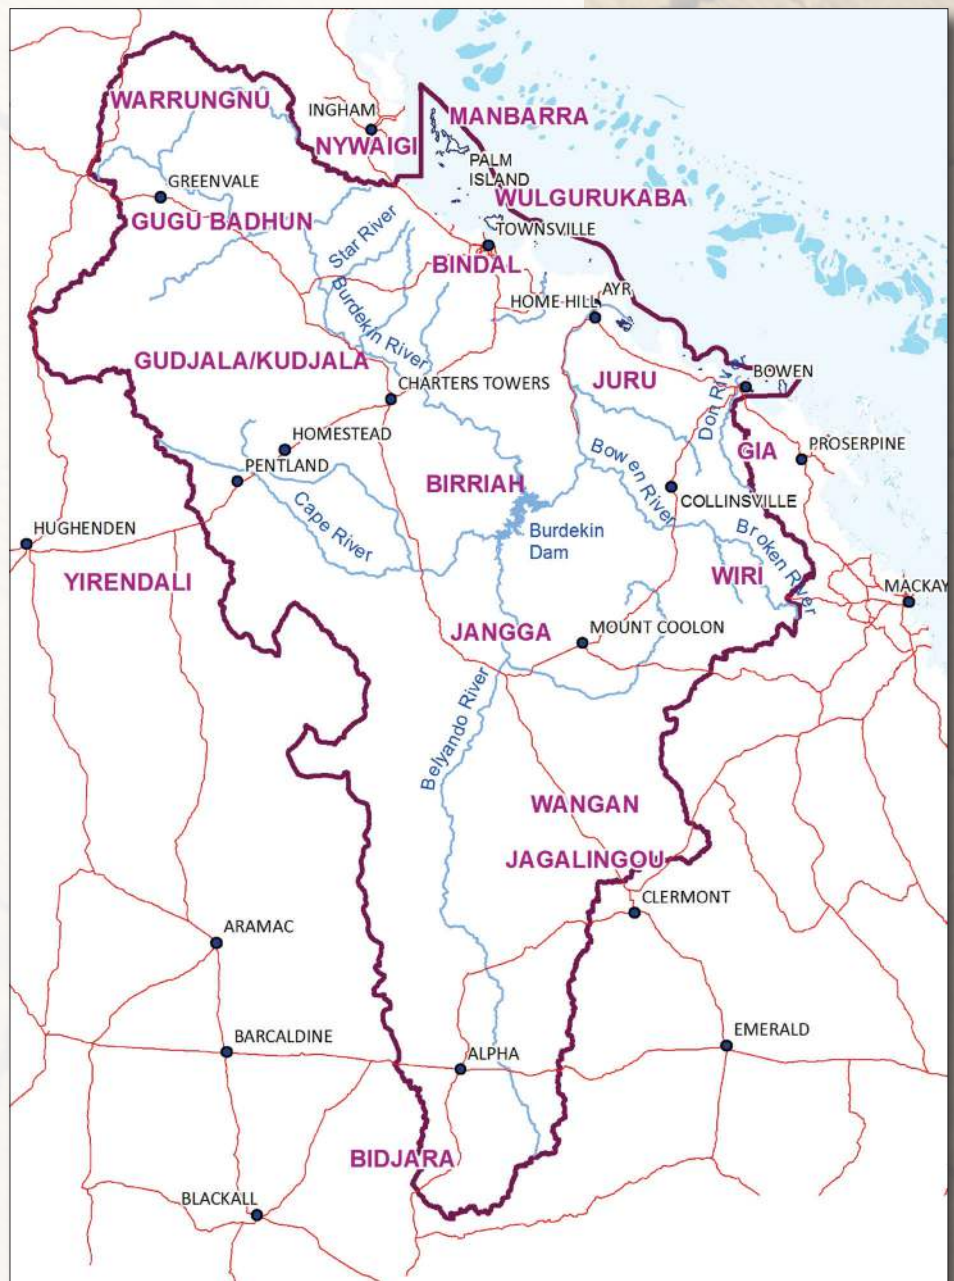 WARRUNGNU
INGHAM
MANBARRA
NYWAIGI
PALM
ISLAND
GREENVALE
WULGURUKABA
GUGU BADHUN
Star River
TOWNSVILLE
BINDAL
Burdekin River
HOME HILL
AYR
GUDJALA/KUDJALA
JURU
Don River
BOWEN
CHARTERS TOWERS
HOMESTEAD
GIA
PROSERPINE
PENTLAND
BIRRIAH
Bowen River
COLLINSVILLE
Cape River
HUGHENDEN
Burdekin
Dam
Broken River
YIRENDALI
WIRI
MACKAY
JANGGA
MOUNT COOLON
Belyando River
WANGAN
JAGALINGOU
CLERMONT
ARAMAC
BARCALDINE
EMERALD
ALPHA
BIDJARA
BLACKALL